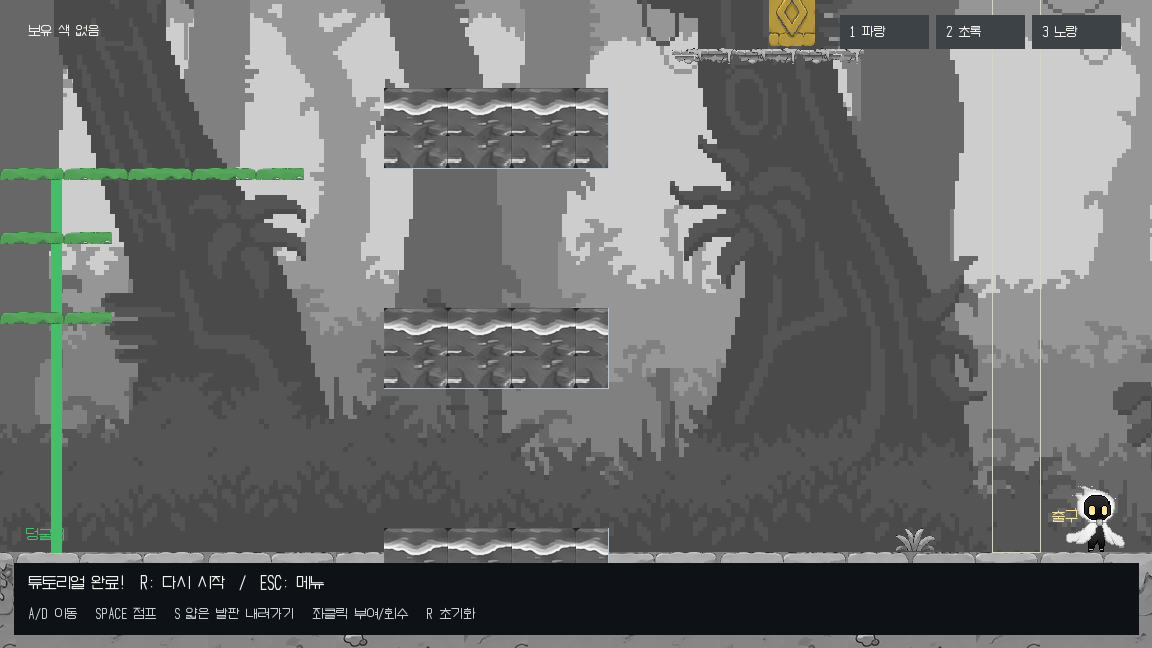 보유 색 없음
1 파랑
2 초록
3 노랑
출구
튜토리얼 완료! R: 다시 시작 / ESC: 메뉴
A/D 이동 SPACE 점프 S 얇은 발판 내려가기 좌클릭 부여/회수 R 초기화